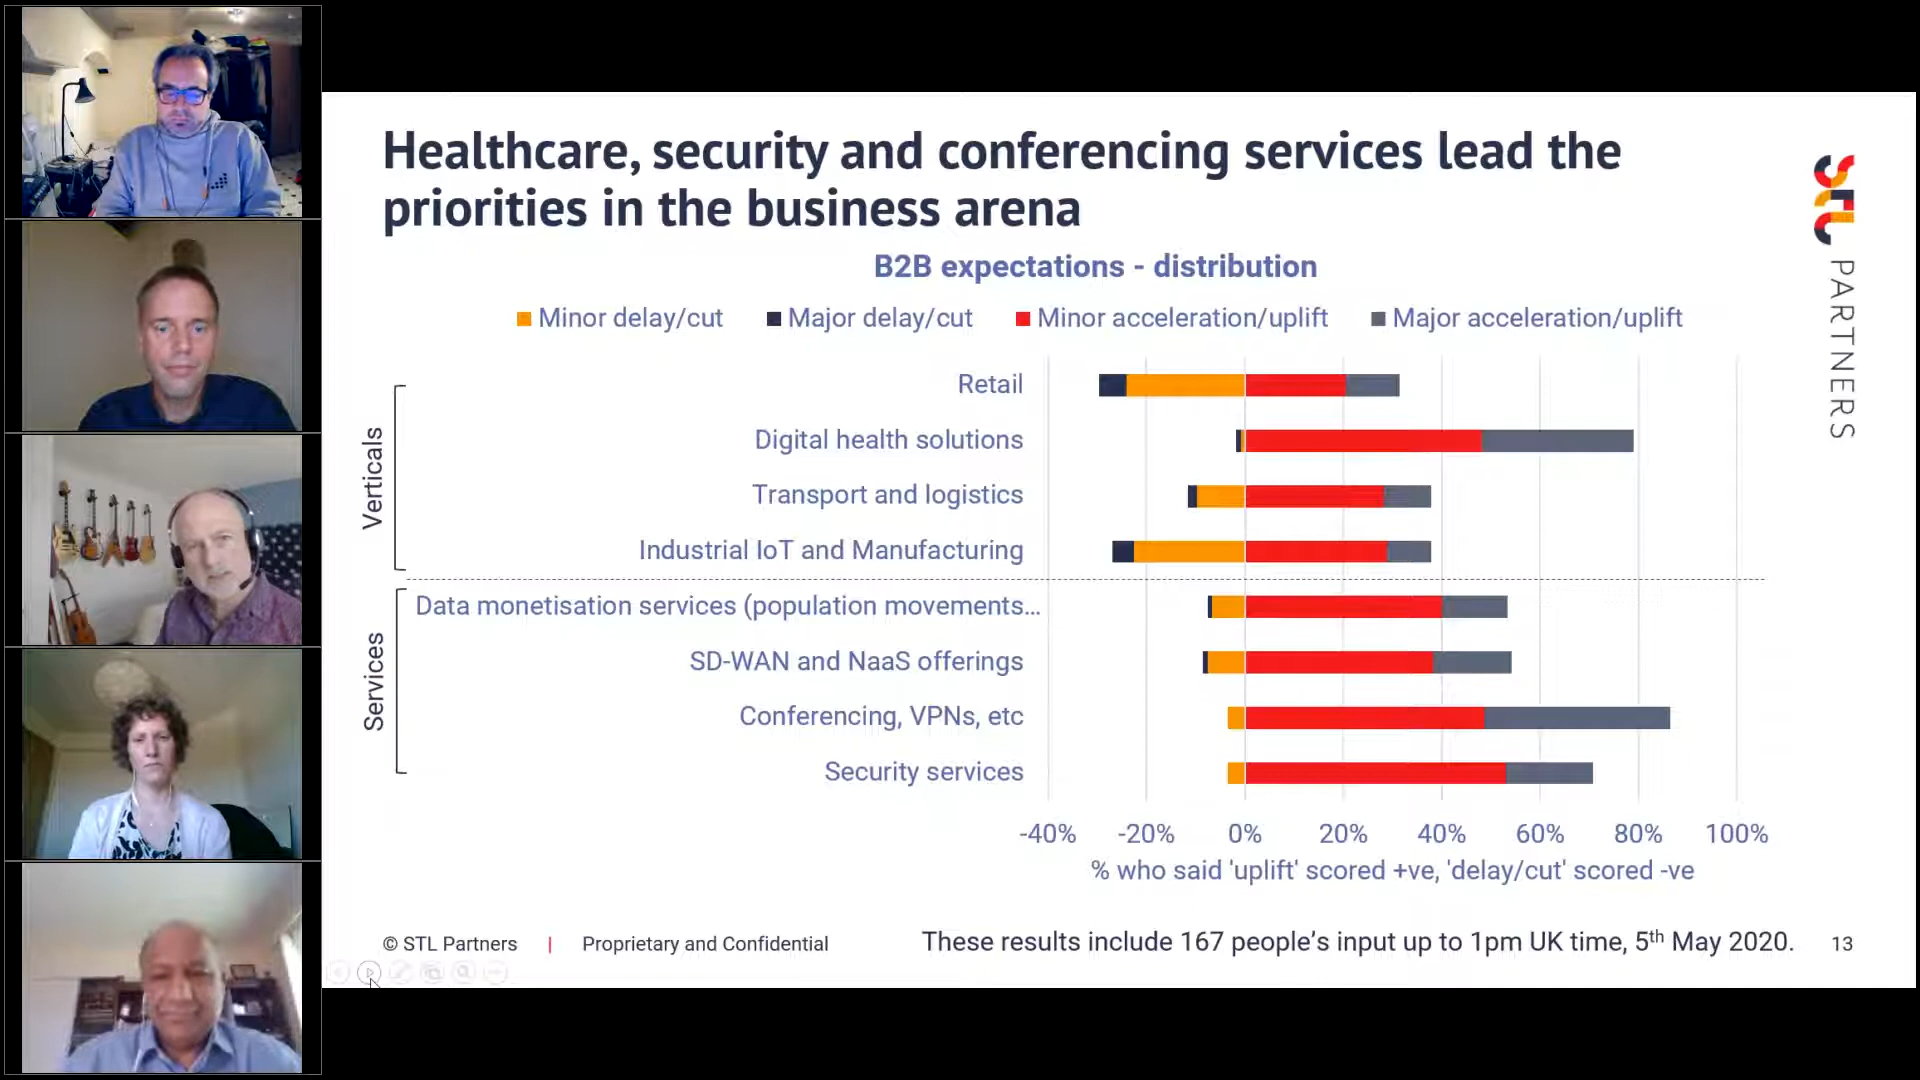 Healthcare, security and conferencing services lead the
priorities in the business arena
STL PARTNERS
B2B expectations - distribution
Minor delay/cut Major delay/cut Minor acceleration/uplift Major acceleration/uplift
Verticals
Retail
Digital health solutions
Transport and logistics
Industrial IoT and Manufacturing
Services
Data monetisation services (population movements...
SD-WAN and NaaS offerings
Conferencing, VPNs, etc
Security services
-40% -20% 0% 20% 40% 60% 80% 100%
% who said 'uplift' scored +ve, 'delay/cut' scored -ve
© STL Partners | Proprietary and Confidential
These results include 167 people’s input up to 1pm UK time, 5th May 2020. 13